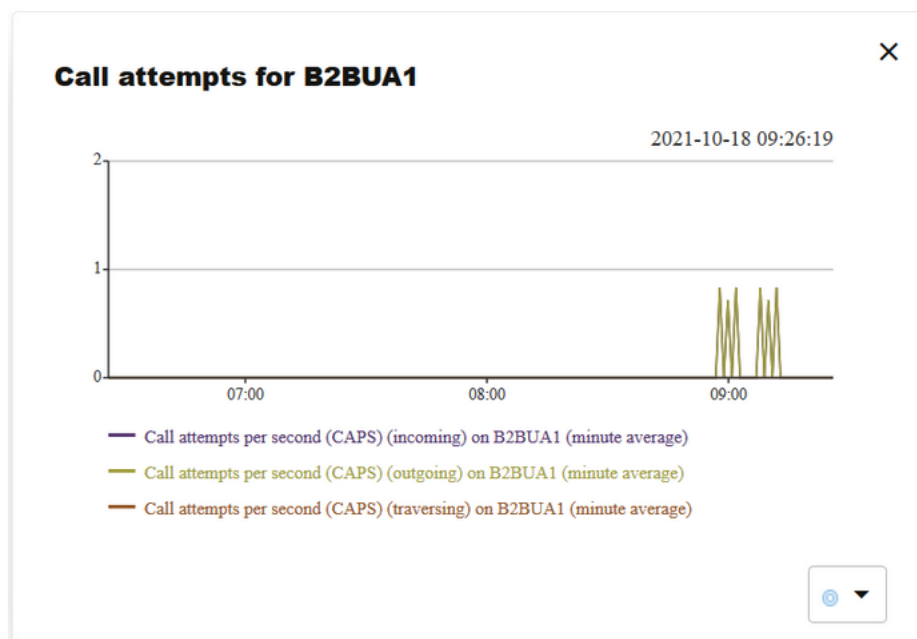 Call attempts for B2BUA1
2021-10-18 09:26:19
2
1
0
07:00 08:00 09:00
Call attempts per second (CAPS) (incoming) on B2BUA1 (minute average)
Call attempts per second (CAPS) (outgoing) on B2BUA1 (minute average)
Call attempts per second (CAPS) (traversing) on B2BUA1 (minute average)